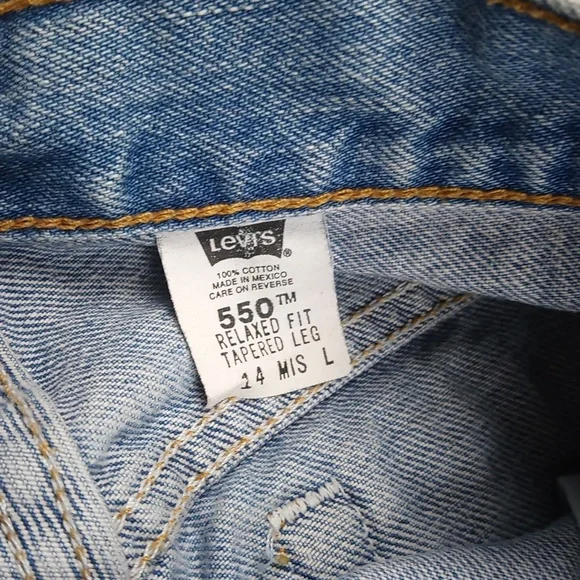 Levi's
®
100% COTTON
MADE IN MEXICO
CARE ON REVERSE
550™
RELAXED FIT
TAPERED LEG
14 MIS L